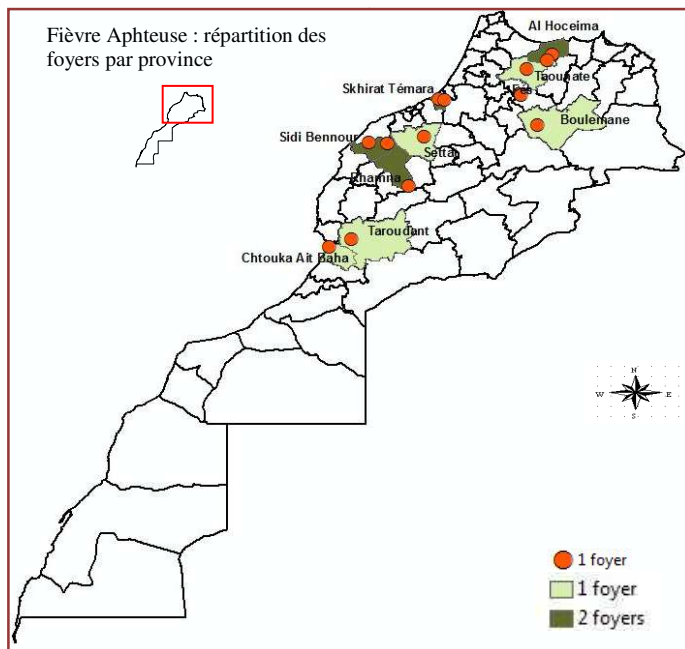 Fièvre Aphteuse : répartition des
foyers par province
Al Hoceima
Taounate
Skhirat Témara
Fes
Boulemane
Sidi Bennour
Settat
Rhamna
Taroudant
Chtouka Ait Baha
N
W E
S
1 foyer
1 foyer
2 foyers